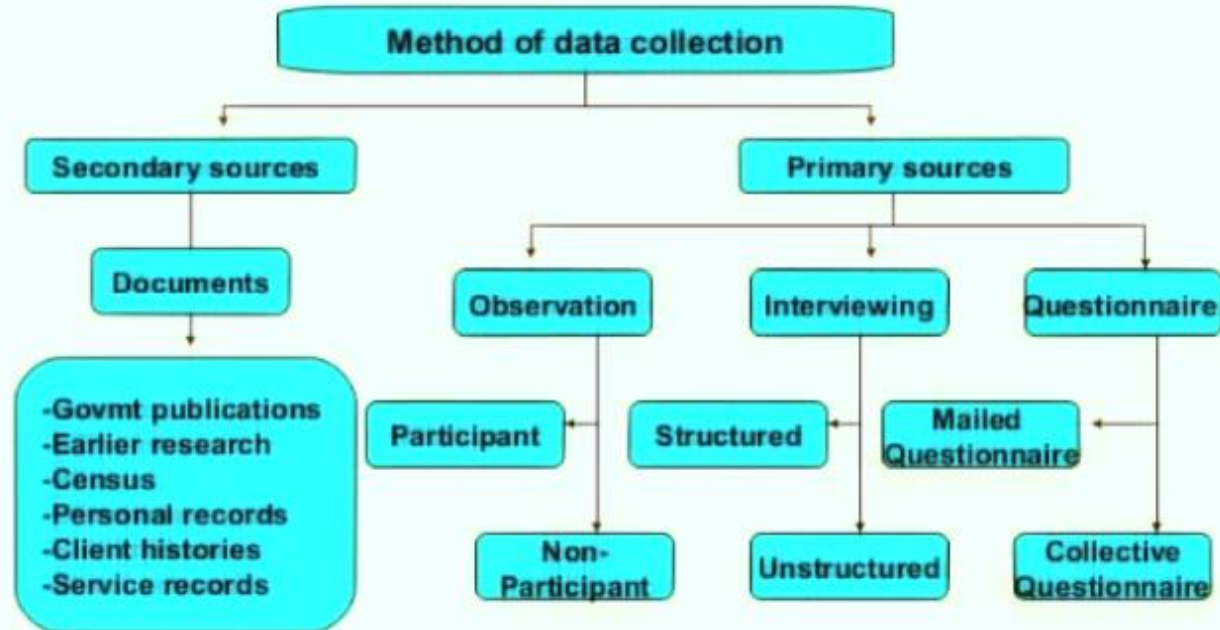 Method of data collection
Secondary sources
Primary sources
Documents
Observation
Interviewing
Questionnaire
-Govmt publications
-Earlier research
-Census
-Personal records
-Client histories
-Service records
Participant
Structured
Mailed
Questionnaire
Non-
Participant
Unstructured
Collective
Questionnaire